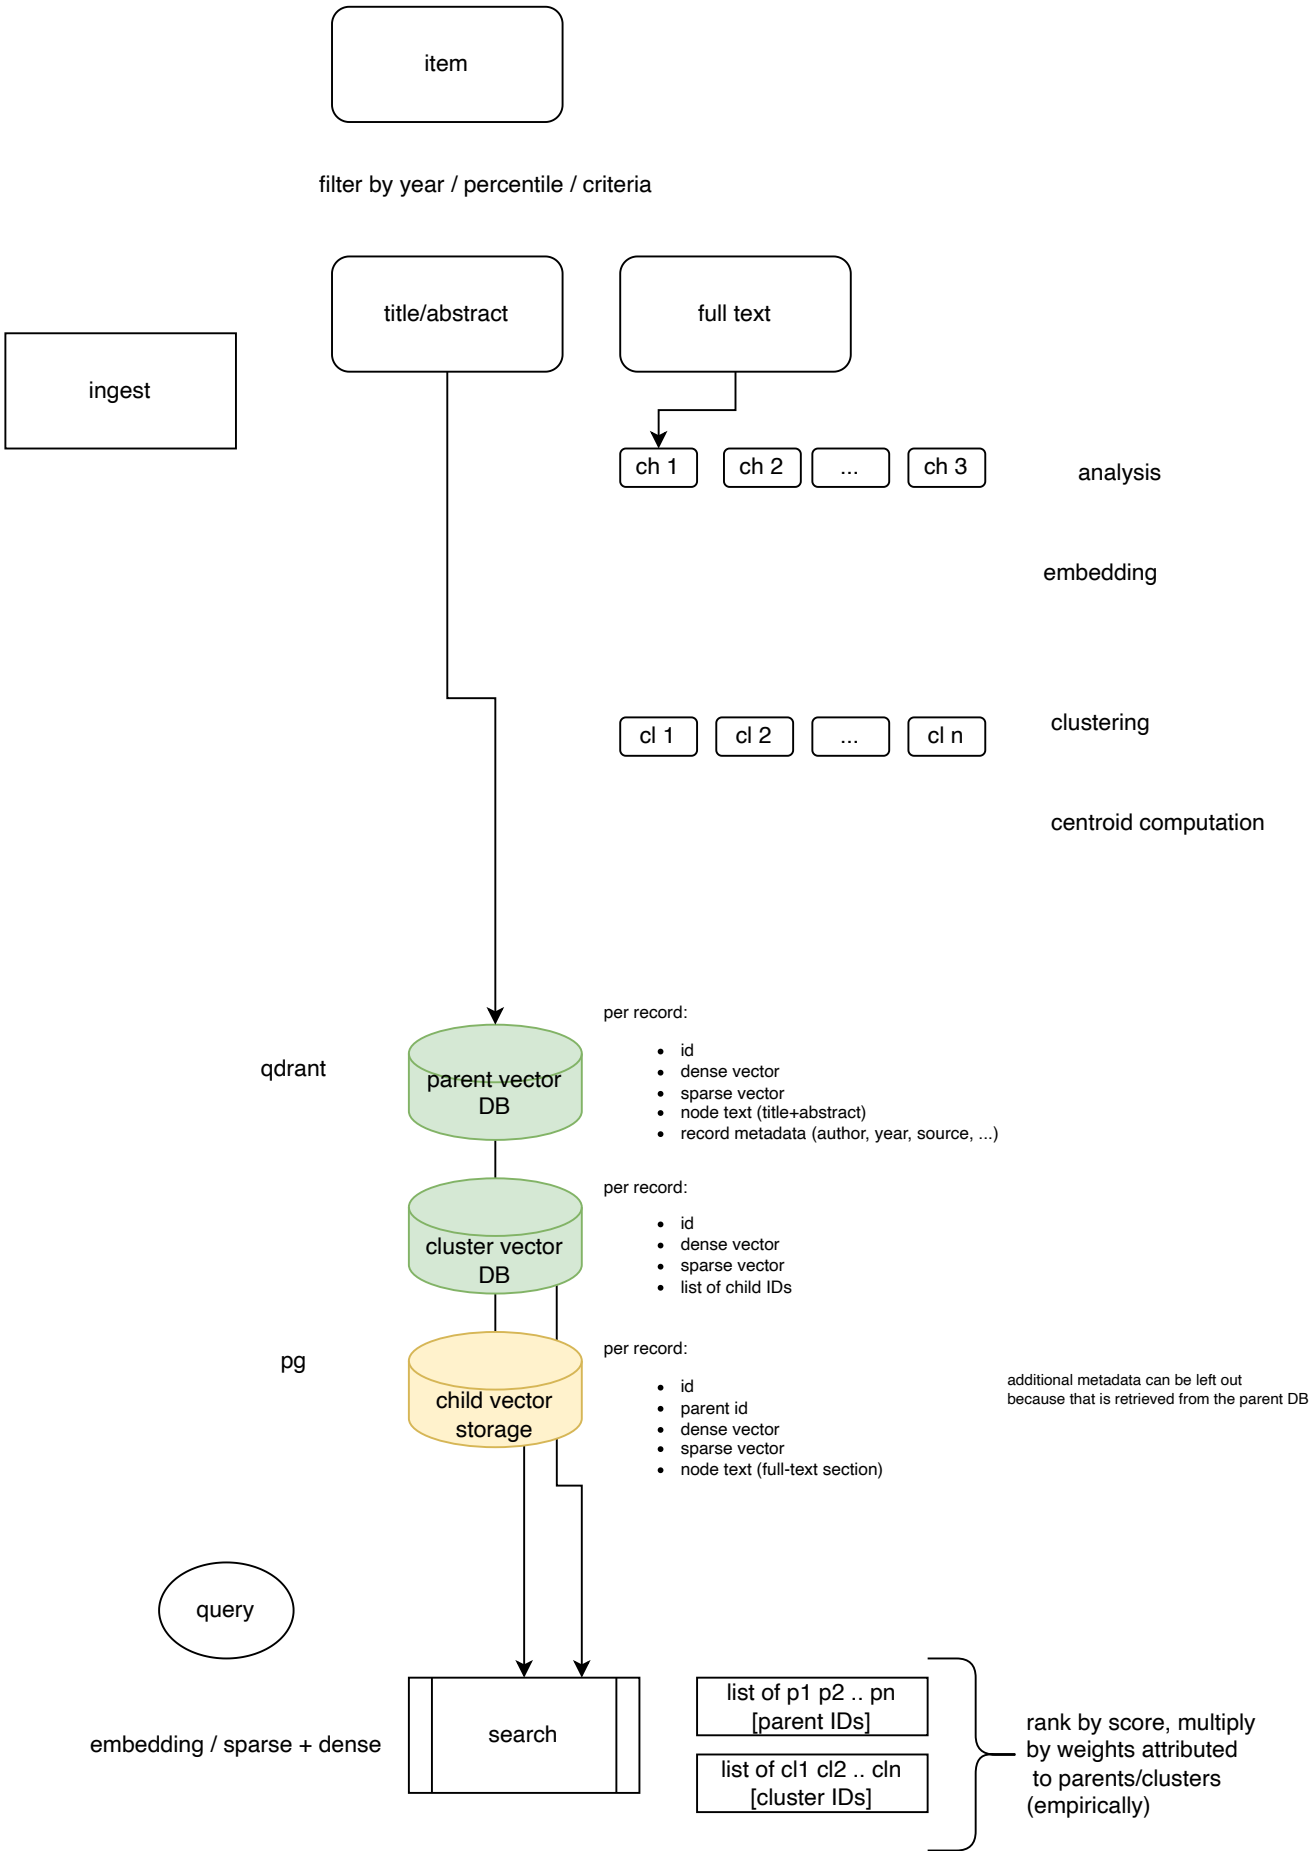 item
filter by year / percentile / criteria
title/abstract
full text
ingest
ch 1
ch 2
...
ch 3
analysis
embedding
cl 1
cl 2
...
cl n
clustering
centroid computation
qdrant
parent vector
DB
per record:
• id
• dense vector
• sparse vector
• node text (title+abstract)
• record metadata (author, year, source, ...)
cluster vector
DB
per record:
• id
• dense vector
• sparse vector
• list of child IDs
pg
child vector
storage
per record:
• id
• parent id
• dense vector
• sparse vector
• node text (full-text section)
additional metadata can be left out
because that is retrieved from the parent DB
query
embedding / sparse + dense
search
list of p1 p2 .. pn
[parent IDs]
list of cl1 cl2 .. cln
[cluster IDs]
rank by score, multiply
by weights attributed
to parents/clusters
(empirically)